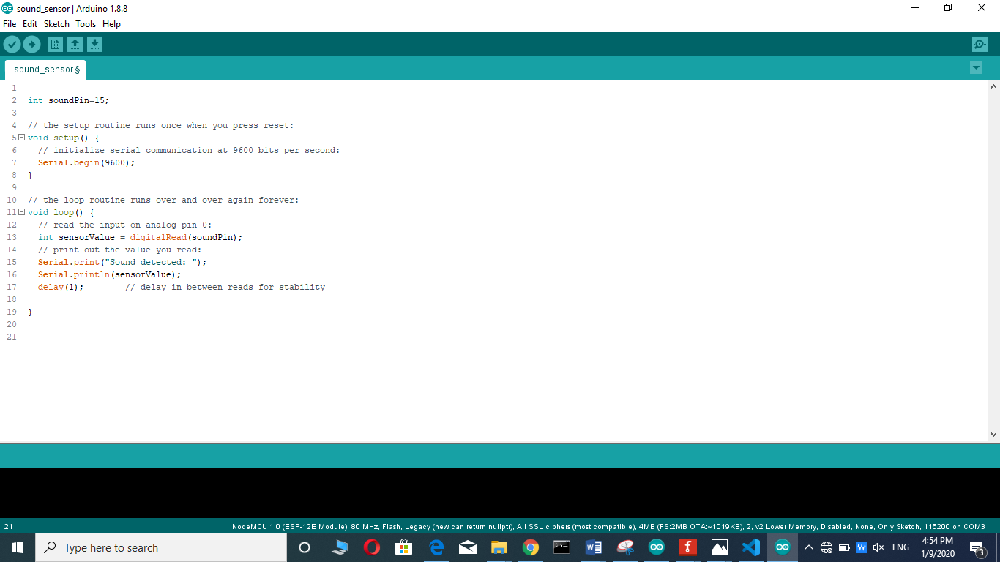 sound_sensor | Arduino 1.8.8
File Edit Sketch Tools Help
sound_sensor §
1
2 int soundPin=15;
3
4 // the setup routine runs once when you press reset:
5 void setup() {
6 // initialize serial communication at 9600 bits per second:
7 Serial.begin(9600);
8 }
9
10 // the loop routine runs over and over again forever:
11 void loop() {
12 // read the input on analog pin 0:
13 int sensorValue = digitalRead(soundPin);
14 // print out the value you read:
15 Serial.print("Sound detected: ");
16 Serial.println(sensorValue);
17 delay(1); // delay in between reads for stability
18
19 }
20
21
21 NodeMCU 1.0 (ESP-12E Module), 80 MHz, Flash, Legacy (new can return nullptr), All SSL ciphers (most compatible), 4MB (FS:2MB OTA:~1019KB), 2, v2 Lower Memory, Disabled, None, Only Sketch, 115200 on COM3
Type here to search
ENG
4:54 PM
1/9/2020
3